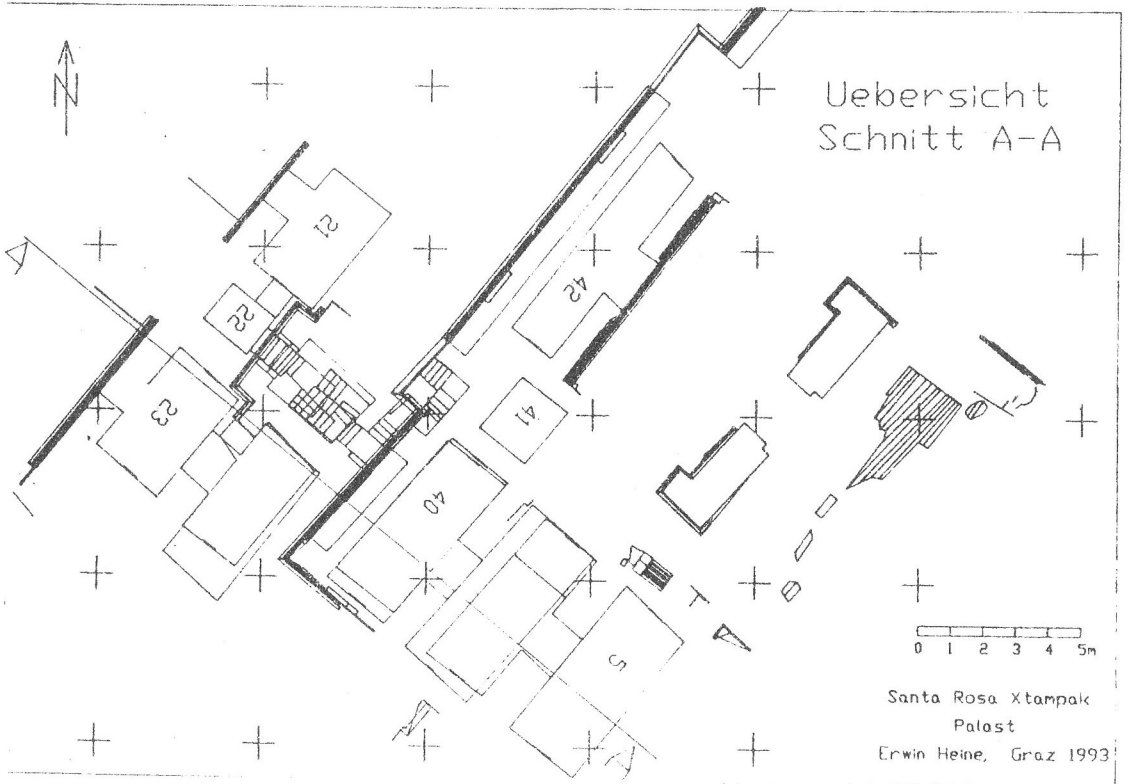 N
Uebersicht
Schnitt A-A
21
22
42
23
41
40
5
A
A
0 1 2 3 4 5m
Santa Rosa Xtampak
Palast
Erwin Heine, Graz 1993